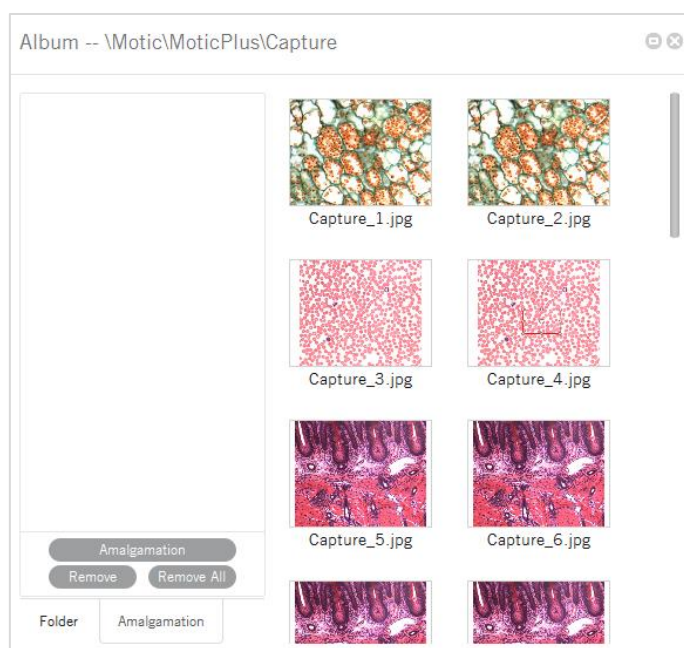 Album -- \Motic\MoticPlus\Capture
Capture_1.jpg
Capture_2.jpg
Capture_3.jpg
Capture_4.jpg
Capture_5.jpg
Capture_6.jpg
Amalgamation
Remove
Remove All
Folder
Amalgamation